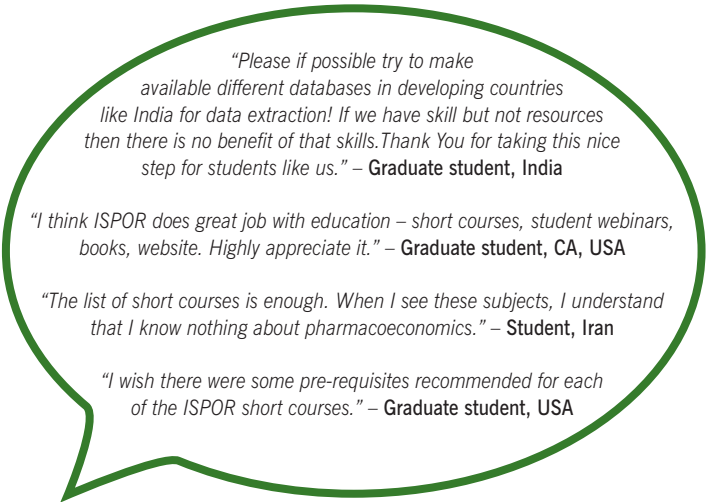 “Please if possible try to make
available different databases in developing countries
like India for data extraction! If we have skill but not resources
then there is no benefit of that skills.Thank You for taking this nice
step for students like us.” – Graduate student, India
“I think ISPOR does great job with education – short courses, student webinars,
books, website. Highly appreciate it.” – Graduate student, CA, USA
“The list of short courses is enough. When I see these subjects, I understand
that I know nothing about pharmacoeconomics.” – Student, Iran
“I wish there were some pre-requisites recommended for each
of the ISPOR short courses.” – Graduate student, USA